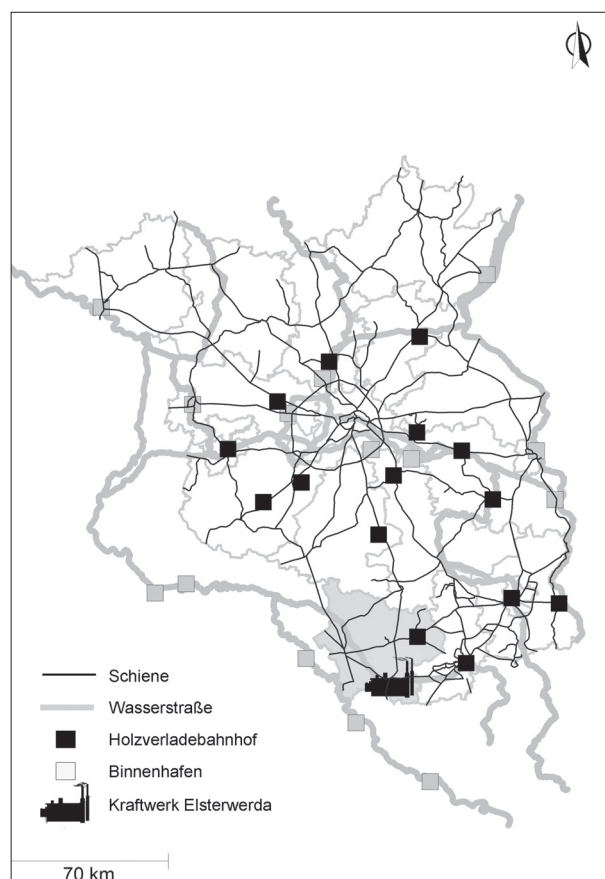 Schiene
Wasserstraße
Holzverladebahnhof
Binnenhafen
Kraftwerk Elsterwerda
70 km